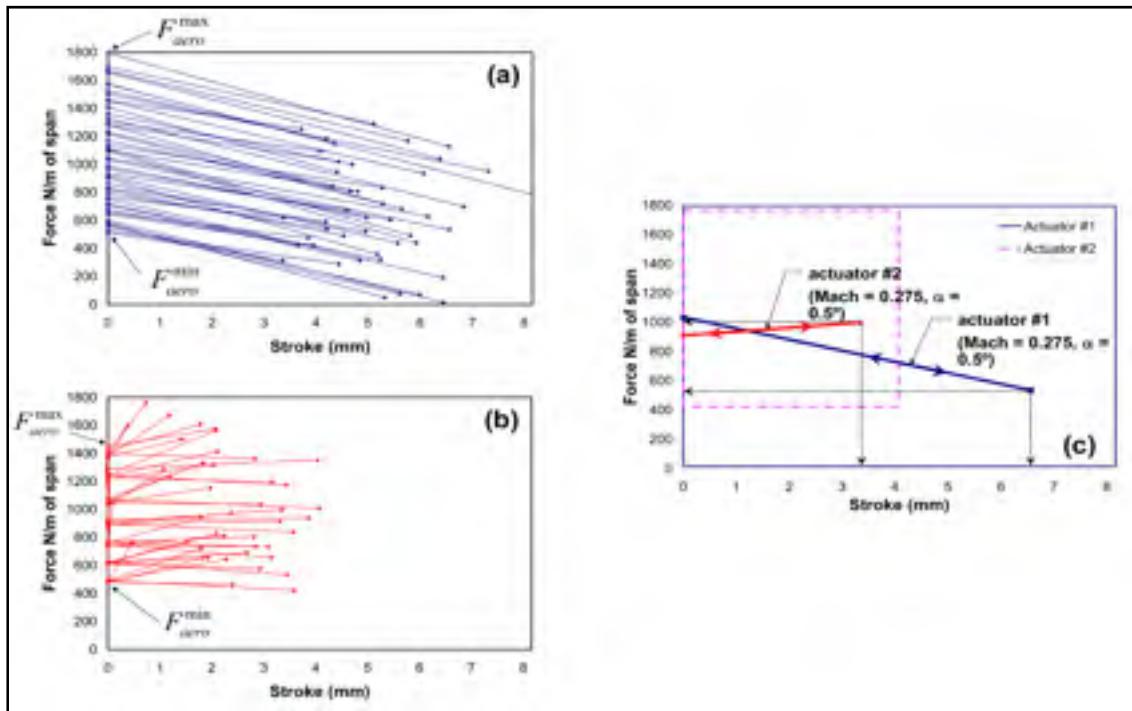 F_aero^max
1800
1600
1400
1200
1000
800
600
400
200
0
Force N/m of span
F_aero^min
(a)
0 1 2 3 4 5 6 7 8
Stroke (mm)
F_aero^max
1800
1600
1400
1200
1000
800
600
400
200
0
Force N/m of span
F_aero^min
(b)
0 1 2 3 4 5 6 7 8
Stroke (mm)
1800
1600
1400
1200
1000
800
600
400
200
0
Force N/m of span
Actuator #1
Actuator #2
actuator #2
(Mach = 0.275, α =
0.5º)
actuator #1
(Mach = 0.275, α =
0.5º)
(c)
0 1 2 3 4 5 6 7 8
Stroke (mm)